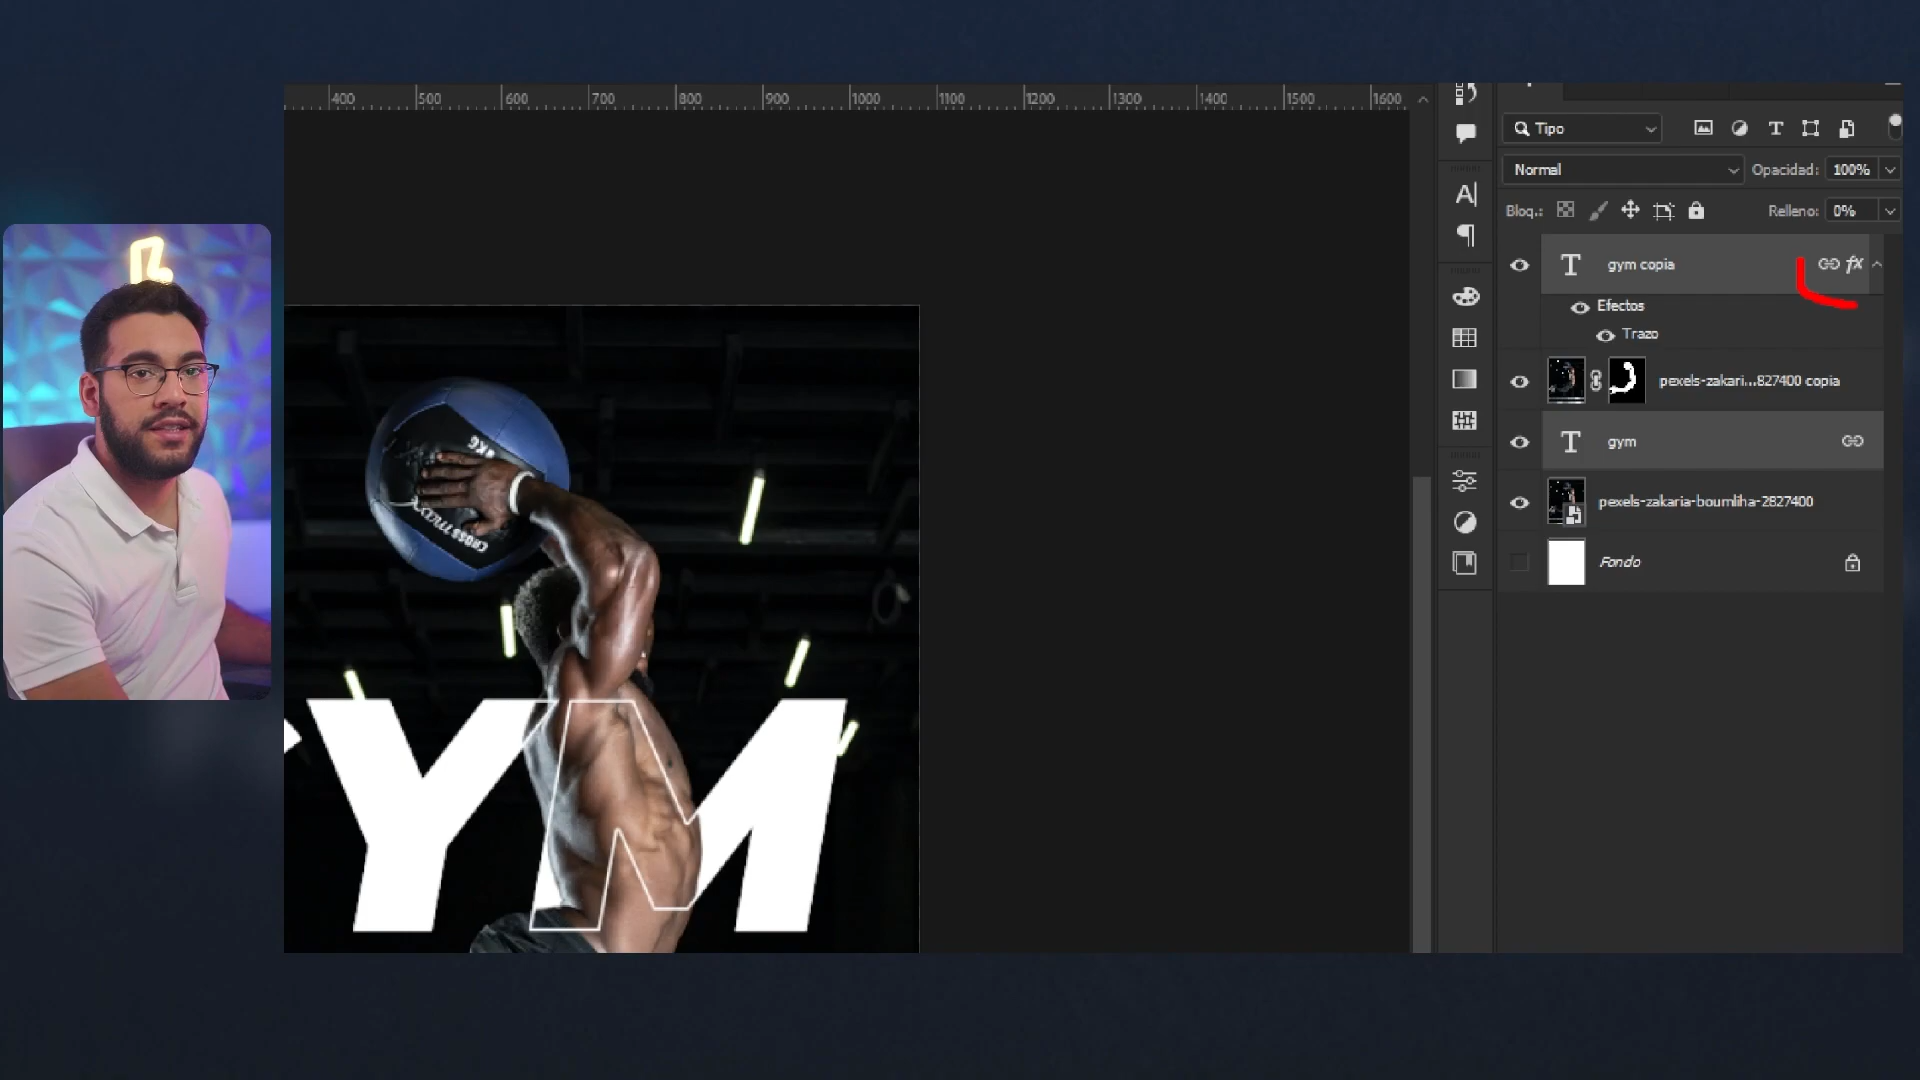 400 500 600 700 800 900 1000 1100 1200 1300 1400 1500 1600
Tipo
Normal
Opacidad: 100%
Bloq.:
Relleno: 0%
gym copia
fx
Efectos
Trazo
pexels-zakari...827400 copia
gym
pexels-zakaria-boumliha-2827400
Fondo
YM